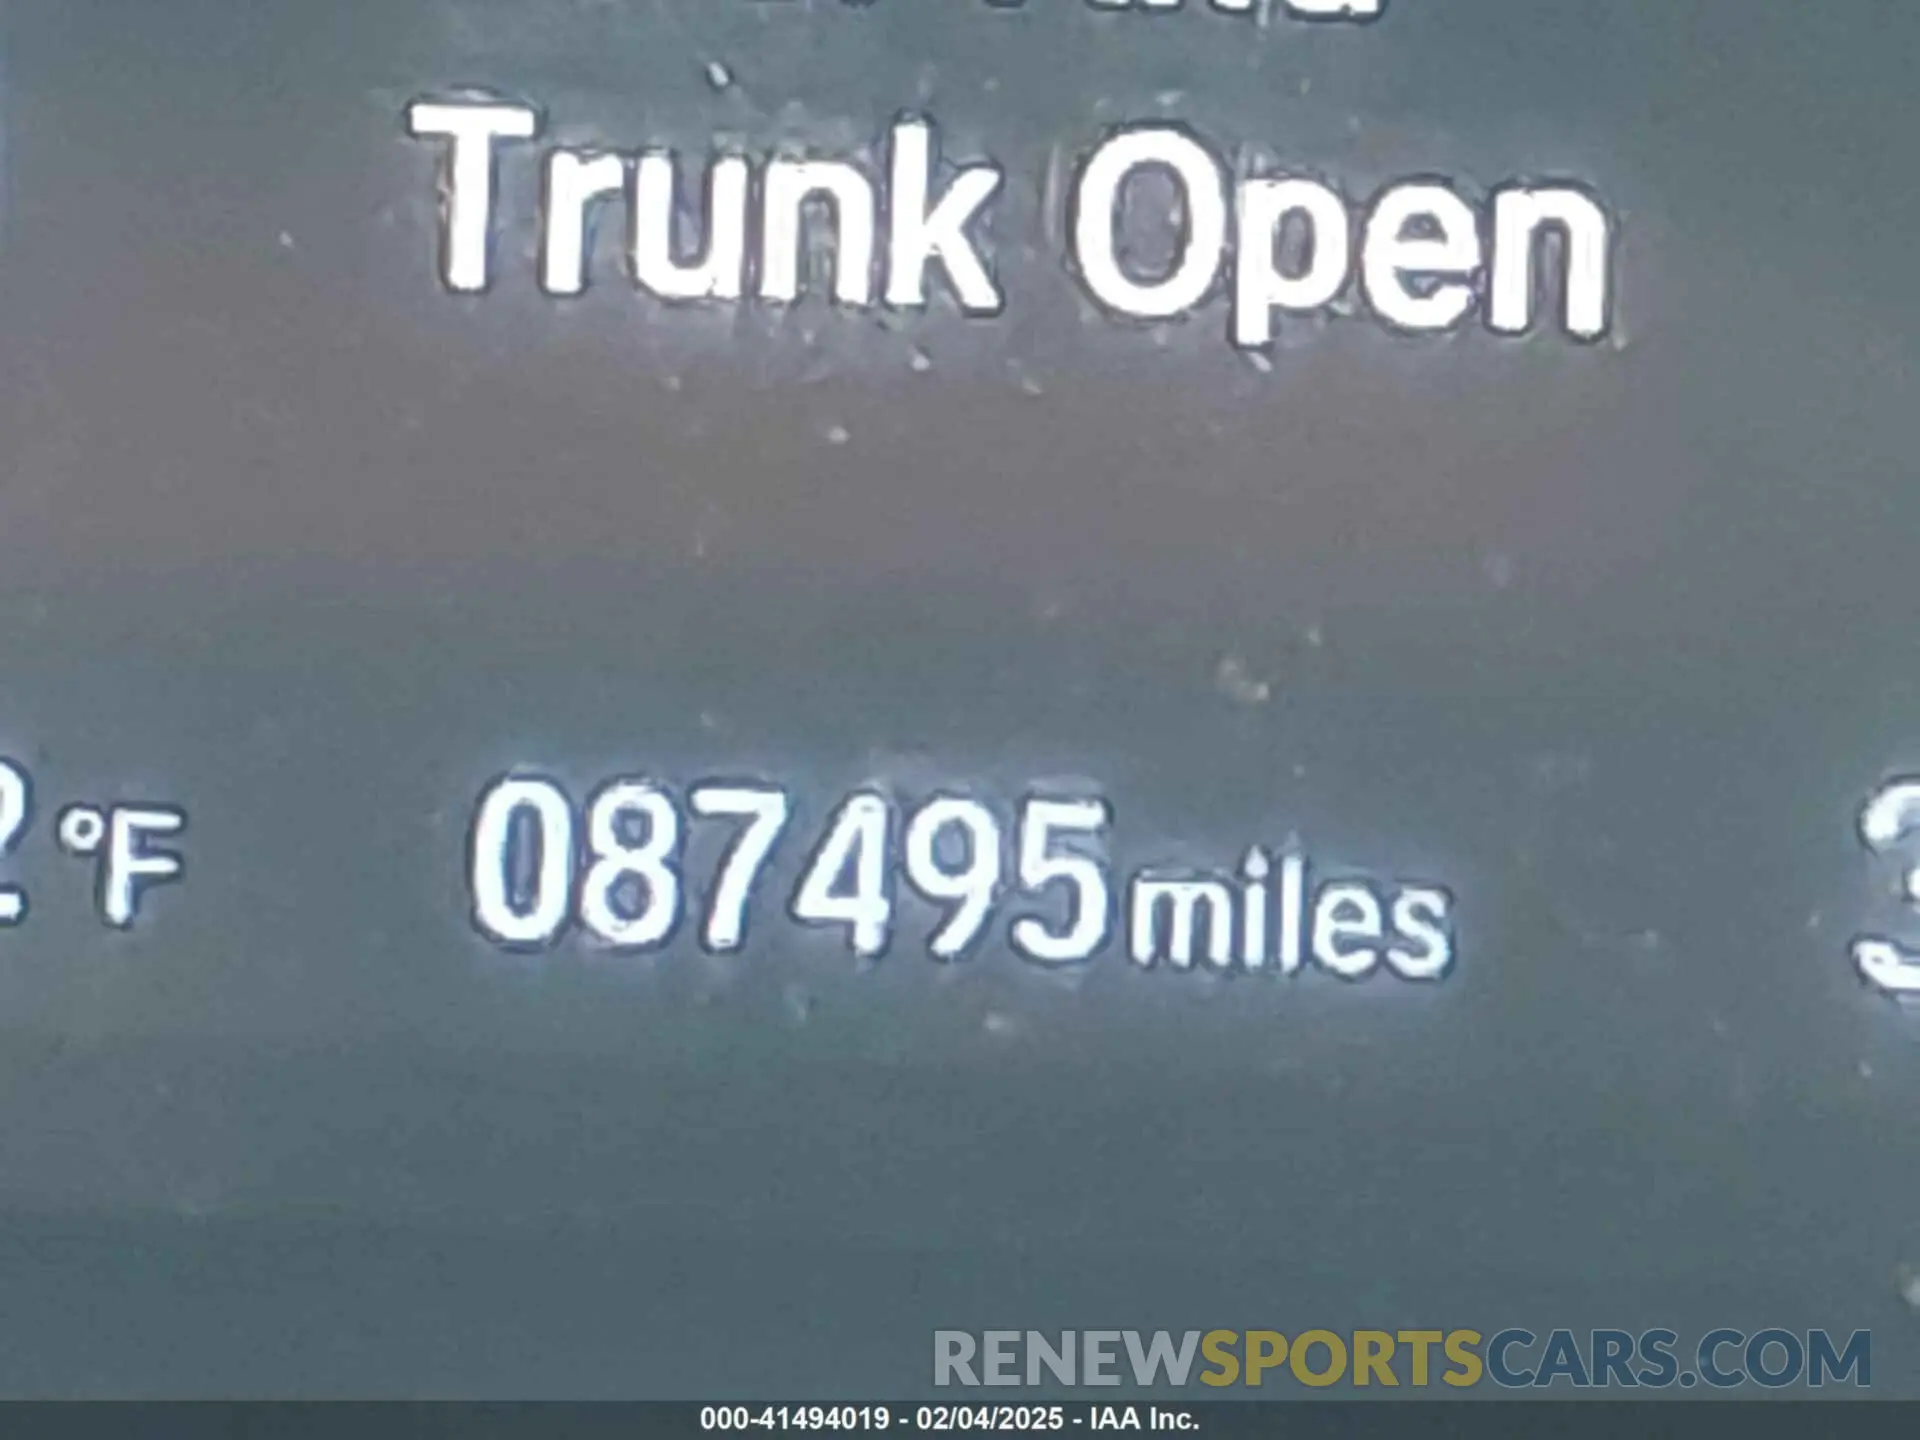 Trunk Open
°F 087495miles
RENEWSPORTSCARS.COM
000-41494019 - 02/04/2025 - IAA Inc.